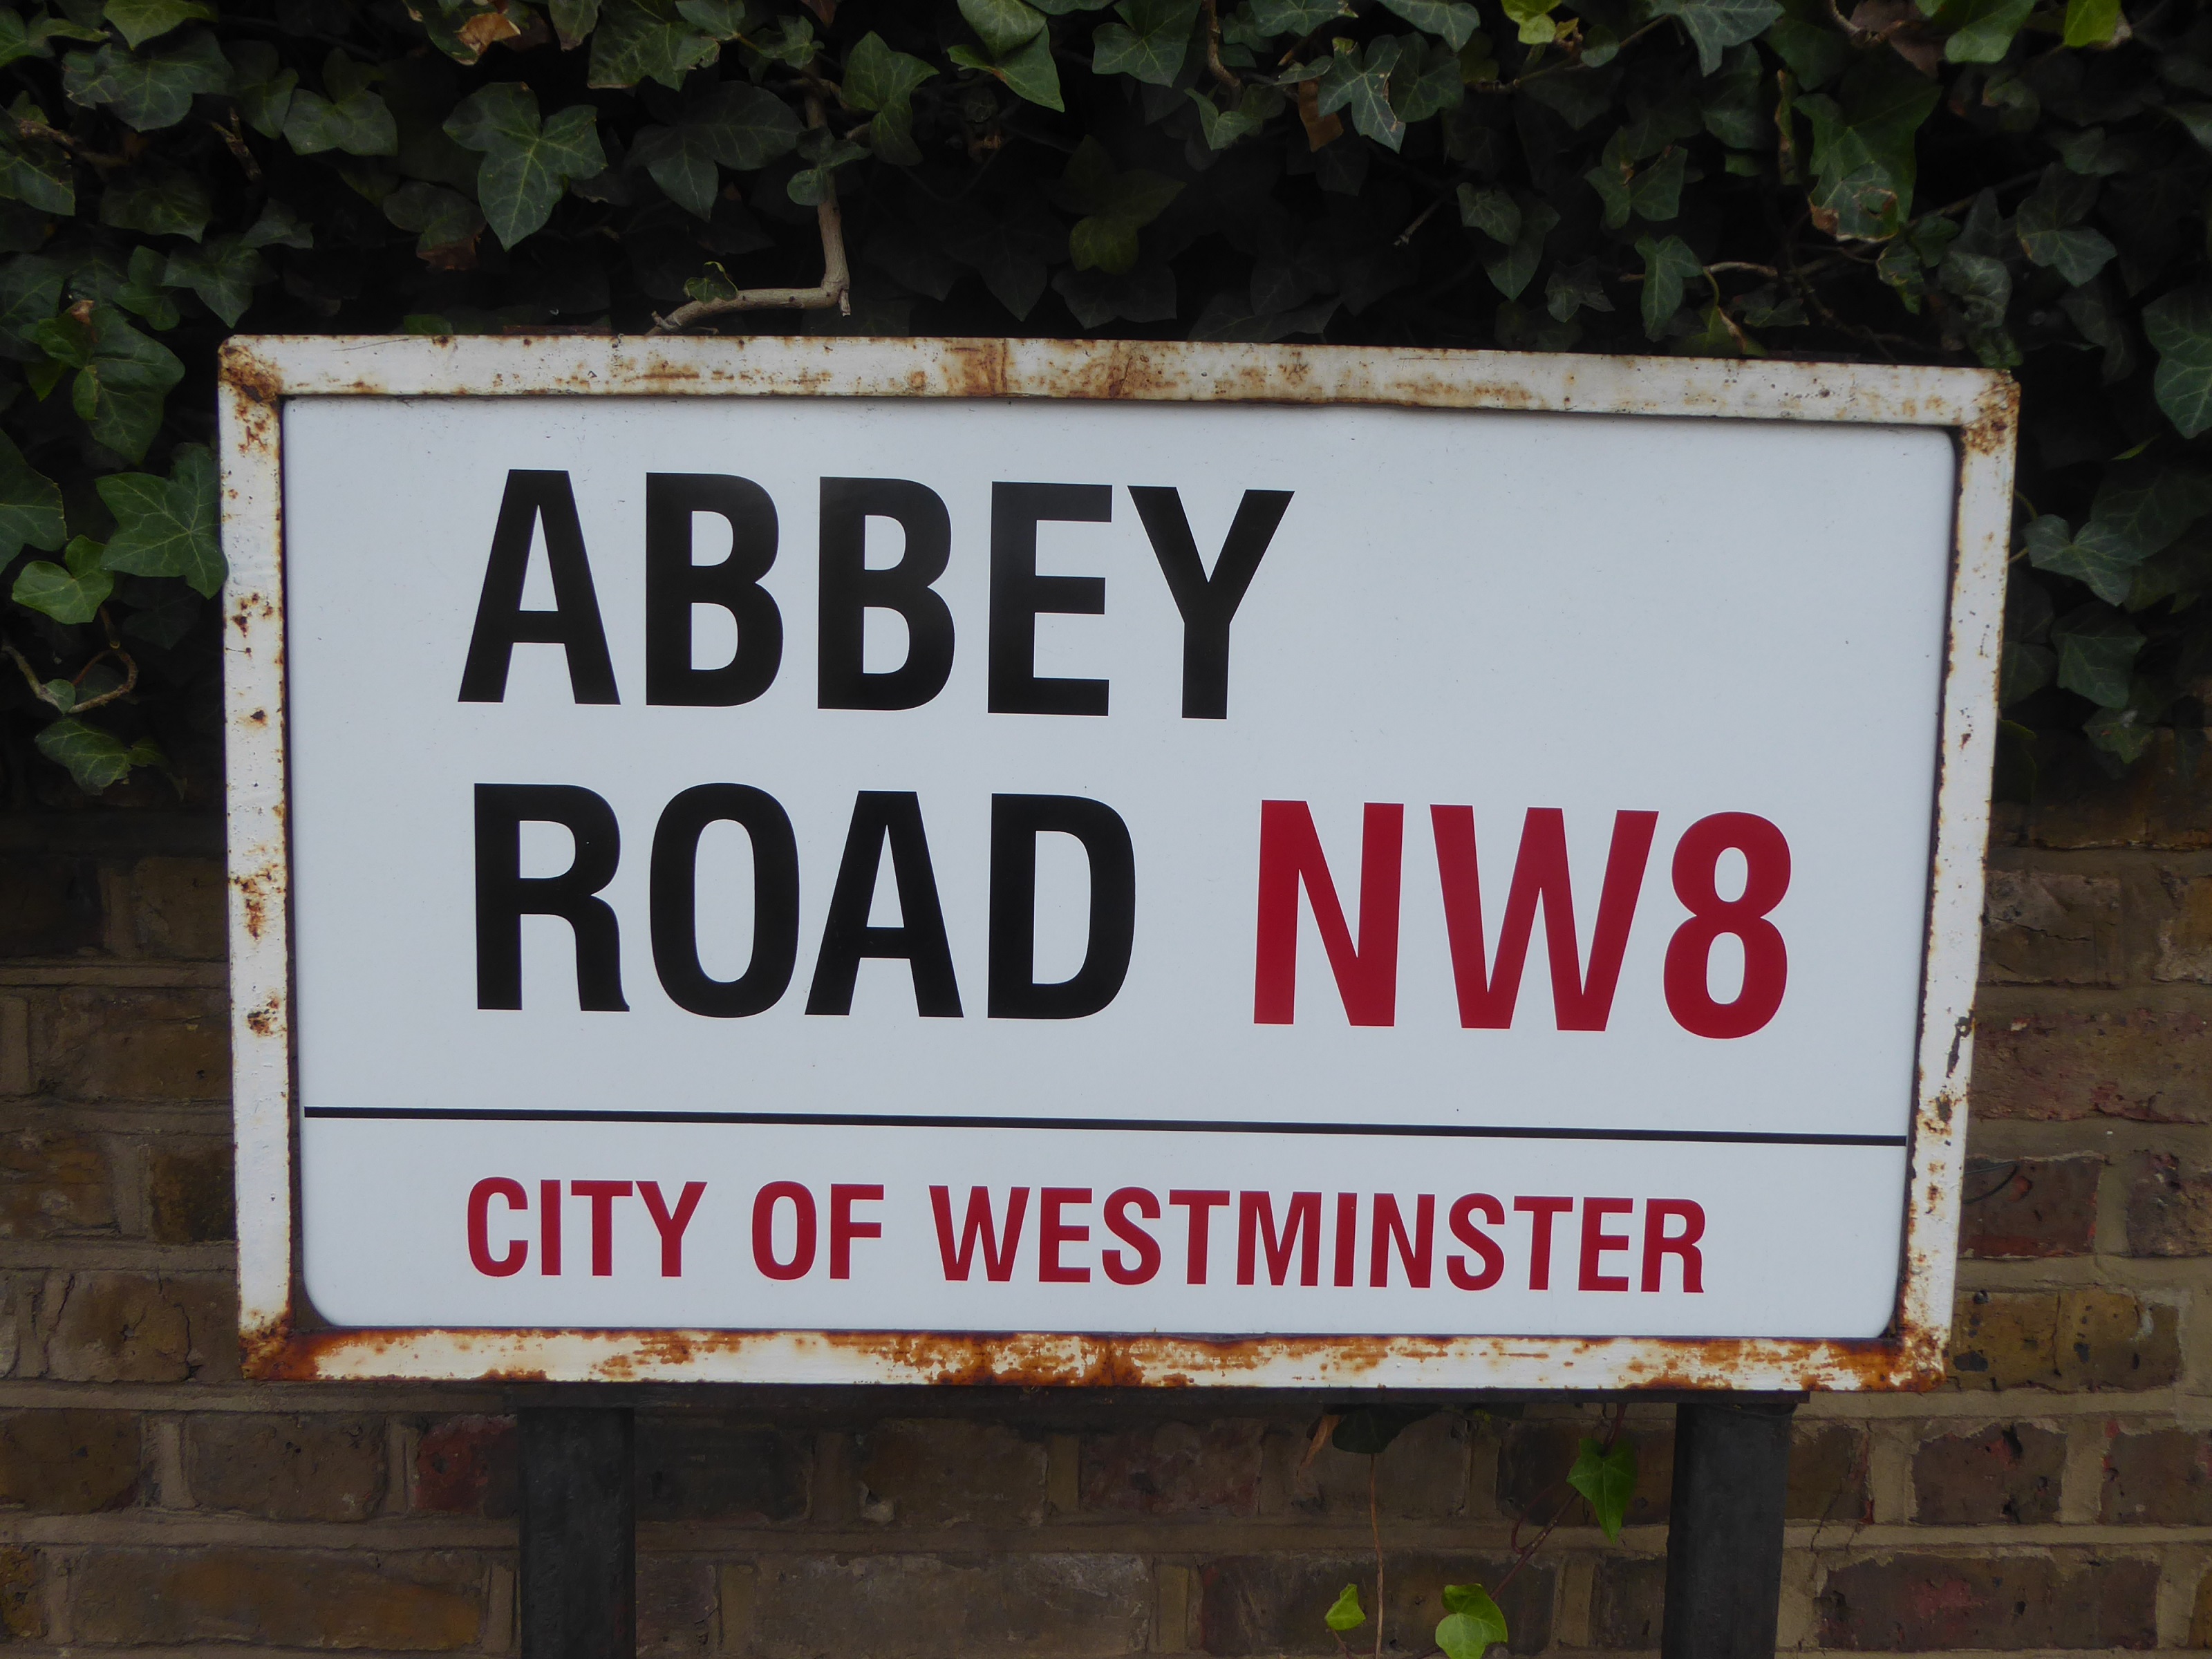 ABBEY
ROAD NW8
CITY OF WESTMINSTER